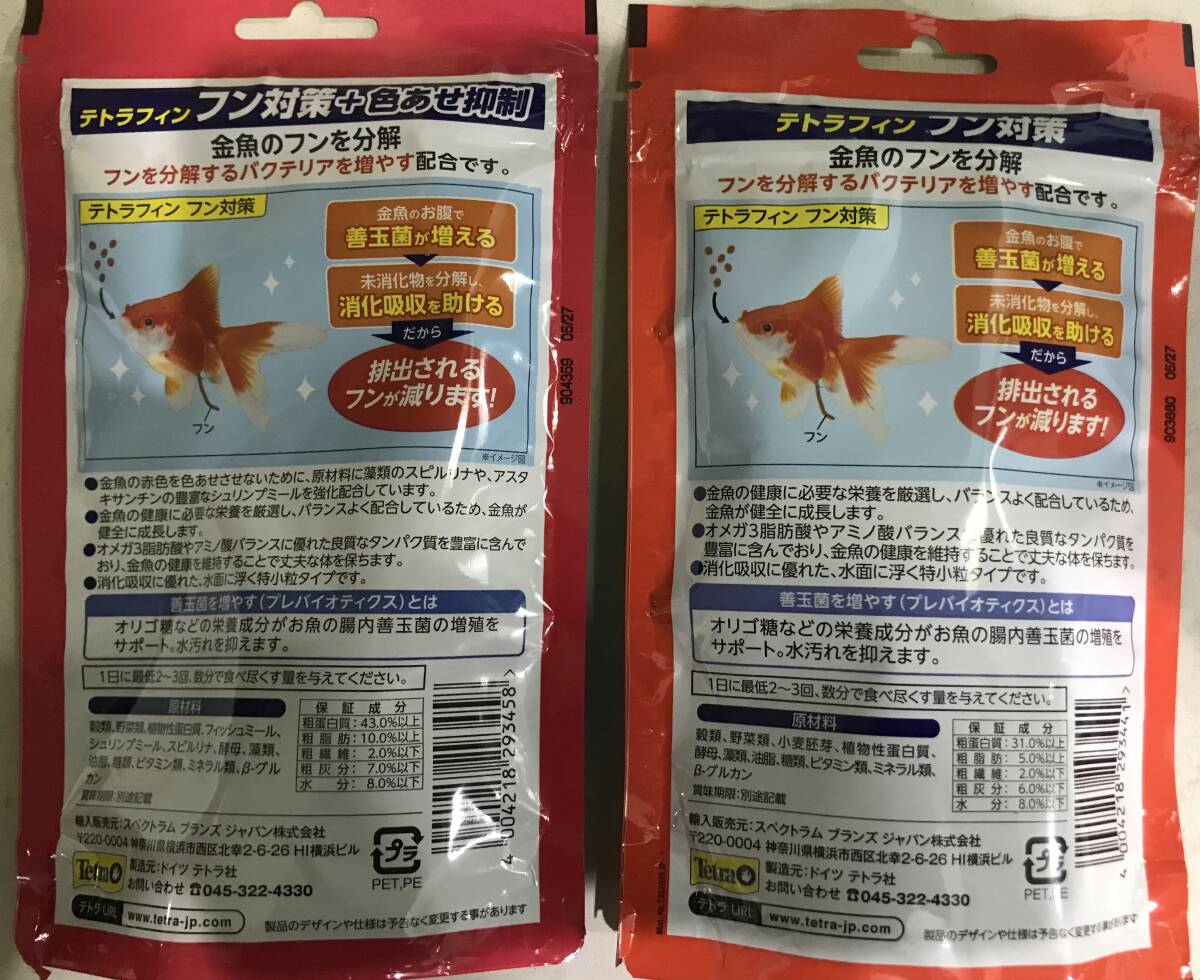 テトラフィン フン対策+色あせ抑制
金魚のフンを分解
フンを分解するバクテリアを増やす配合です。
テトラフィン フン対策
金魚のお腹で
善玉菌が増える
未消化物を分解し、
消化吸収を助ける
だから
排出される
フンが減ります!
フン
※イメージ図
904359 05/27
●金魚の赤色を色あせさせないために、原材料に藻類のスピルリナや、アスタ
キサンチンの豊富なシュリンプミールを強化配合しています。
●金魚の健康に必要な栄養を厳選し、バランスよく配合しているため、金魚が
健全に成長します。
●オメガ3脂肪酸やアミノ酸バランスに優れた良質なタンパク質を豊富に含んで
おり、金魚の健康を維持することで丈夫な体を保ちます。
●消化吸収に優れた、水面に浮く特小粒タイプです。
善玉菌を増やす(プレバイオティクス)とは
オリゴ糖などの栄養成分がお魚の腸内善玉菌の増殖を
サポート。水汚れを抑えます。
1日に最低2~3回、数分で食べ尽くす量を与えてください。
原材料
穀類、野菜類、植物性蛋白質、フィッシュミール、
シュリンプミール、スピルリナ、酵母、藻類、
油脂、糖類、ビタミン類、ミネラル類、β-グル
カン
賞味期限:別途記載
保証成分
粗蛋白質:43.0%以上
粗脂肪:10.0%以上
粗繊維:2.0%以下
粗灰分:7.0%以下
水分:8.0%以下
4 004218 293458 >
輸入販売元:スペクトラム ブランズ ジャパン株式会社
〒220-0004 神奈川県横浜市西区北幸2-6-26 HI横浜ビル
Tetra
製造元:ドイツ テトラ社
お問い合わせ ☎045-322-4330
プラ
PET,PE
テトラ URL www.tetra-jp.com
製品のデザインや仕様は予告なく変更する事があります
テトラフィン フン対策
金魚のフンを分解
フンを分解するバクテリアを増やす配合です。
テトラフィン フン対策
金魚のお腹で
善玉菌が増える
未消化物を分解し、
消化吸収を助ける
だから
排出される
フンが減ります!
フン
※イメージ図
903880 05/27
●金魚の健康に必要な栄養を厳選し、バランスよく配合しているため、
金魚が健全に成長します。
●オメガ3脂肪酸やアミノ酸バランスに優れた良質なタンパク質を
豊富に含んでおり、金魚の健康を維持することで丈夫な体を保ちます。
●消化吸収に優れた、水面に浮く特小粒タイプです。
善玉菌を増やす(プレバイオティクス)とは
オリゴ糖などの栄養成分がお魚の腸内善玉菌の増殖を
サポート。水汚れを抑えます。
1日に最低2~3回、数分で食べ尽くす量を与えてください。
原材料
穀類、野菜類、小麦胚芽、植物性蛋白質、
酵母、藻類、油脂、糖類、ビタミン類、ミネラル類、
β-グルカン
賞味期限:別途記載
保証成分
粗蛋白質:31.0%以上
粗脂肪:5.0%以上
粗繊維:2.0%以下
粗灰分:6.0%以下
水分:8.0%以下
4 004218 293441 >
輸入販売元:スペクトラム ブランズ ジャパン株式会社
〒220-0004 神奈川県横浜市西区北幸2-6-26 HI横浜ビル
Tetra
製造元:ドイツ テトラ社
お問い合わせ ☎045-322-4330
プラ
PET,PE
テトラ URL www.tetra-jp.com
製品のデザインや仕様は予告なく変更する事があります